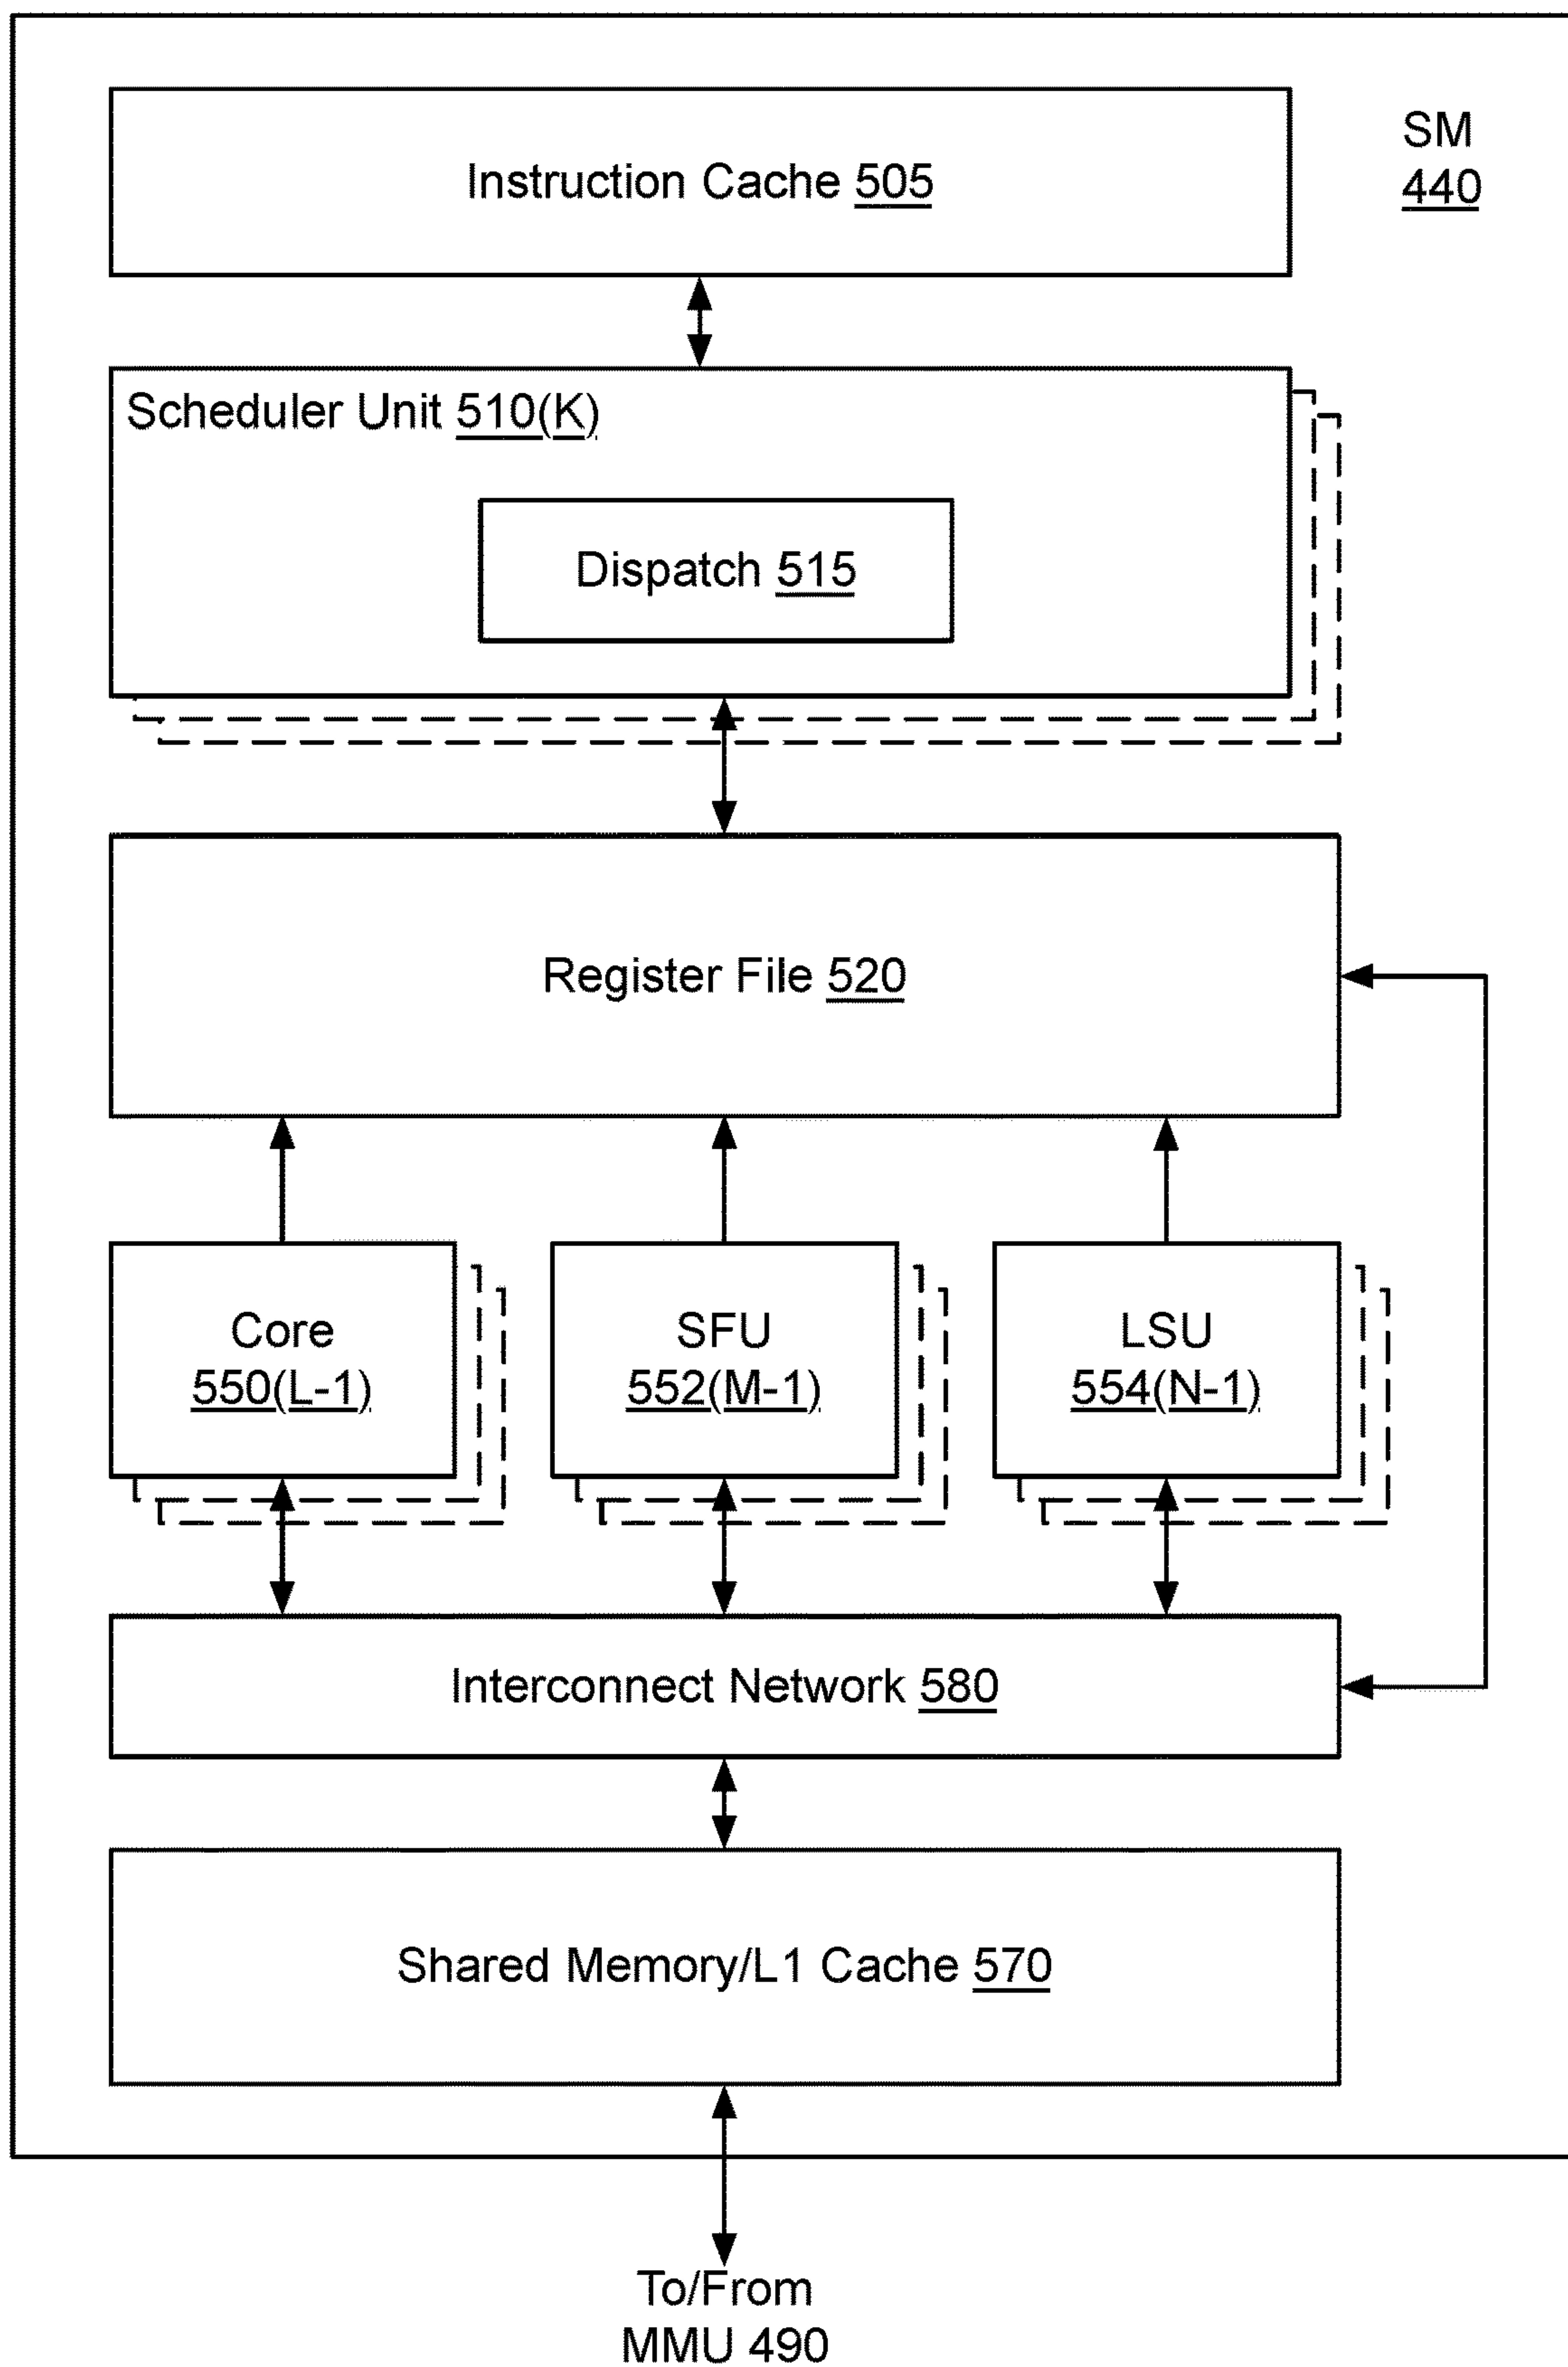 SM
440
Instruction Cache 505
Scheduler Unit 510(K)
Dispatch 515
Register File 520
Core
550(L-1)
SFU
552(M-1)
LSU
554(N-1)
Interconnect Network 580
Shared Memory/L1 Cache 570
To/From
MMU 490